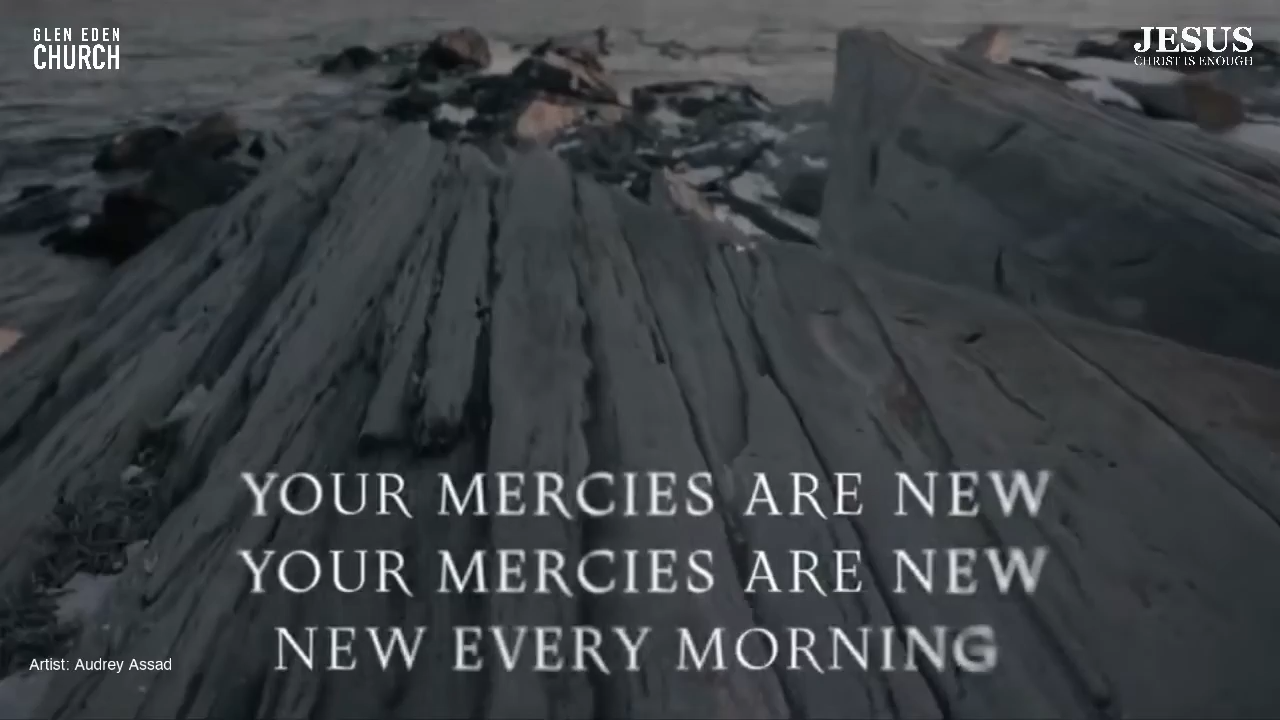 GLEN EDEN
CHURCH
JESUS
CHRIST IS ENOUGH
YOUR MERCIES ARE NEW
YOUR MERCIES ARE NEW
NEW EVERY MORNING
Artist: Audrey Assad